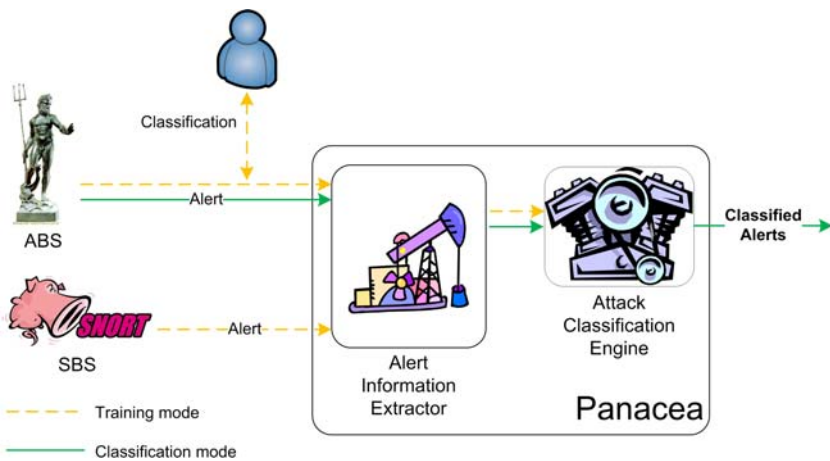 Classification
Alert
ABS
SNORT
Alert
SBS
Alert
Information
Extractor
Attack
Classification
Engine
Classified
Alerts
Panacea
Training mode
Classification mode